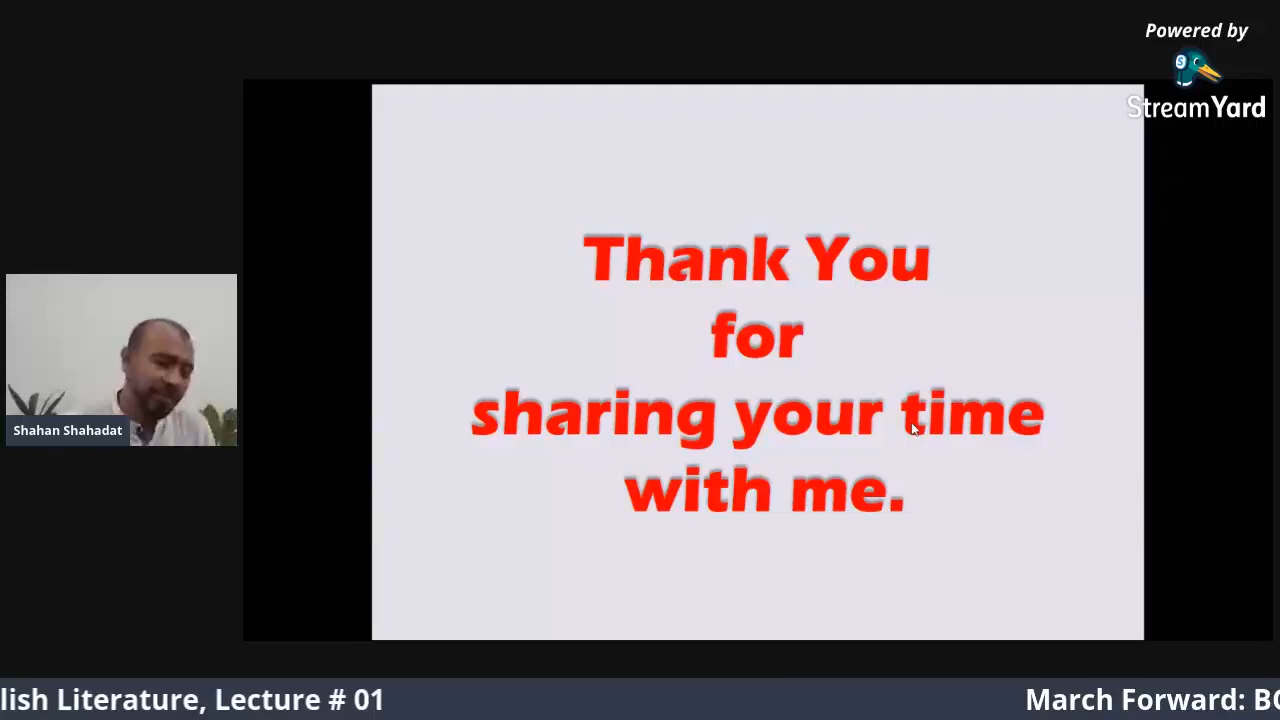 Powered by
StreamYard
Thank You
for
sharing your time
with me.
Shahan Shahadat
lish Literature, Lecture # 01
March Forward: BC